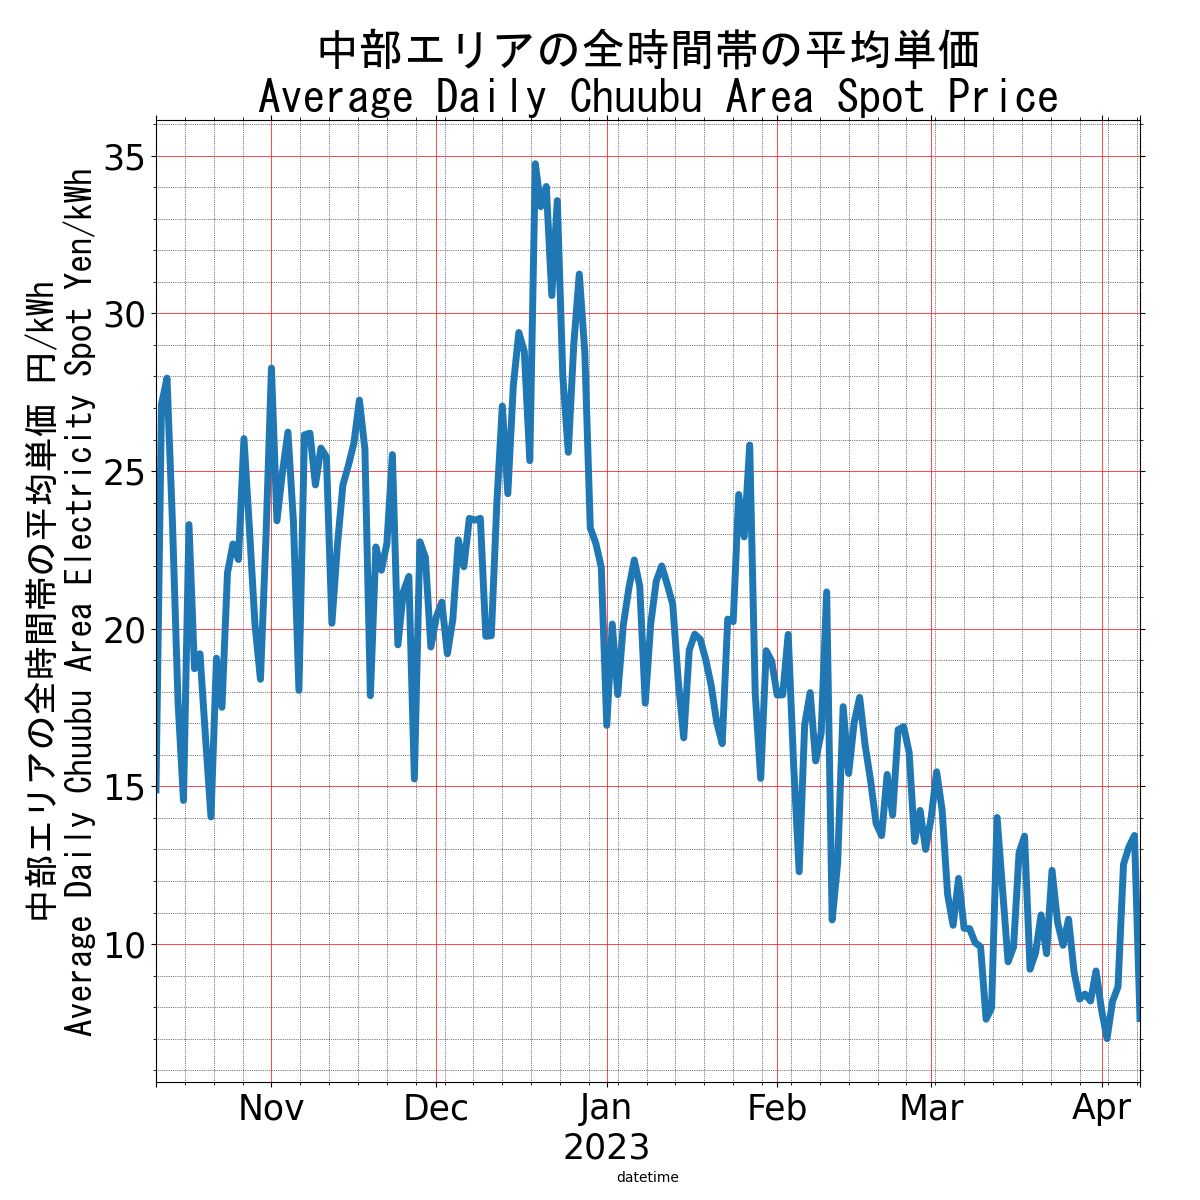 中部エリアの全時間帯の平均単価
Average Daily Chuubu Area Spot Price
中部エリアの全時間帯の平均単価 円/kWh
Average Daily Chuubu Area Electricity Spot Yen/kWh
35
30
25
20
15
10
Nov
Dec
Jan
2023
Feb
Mar
Apr
datetime